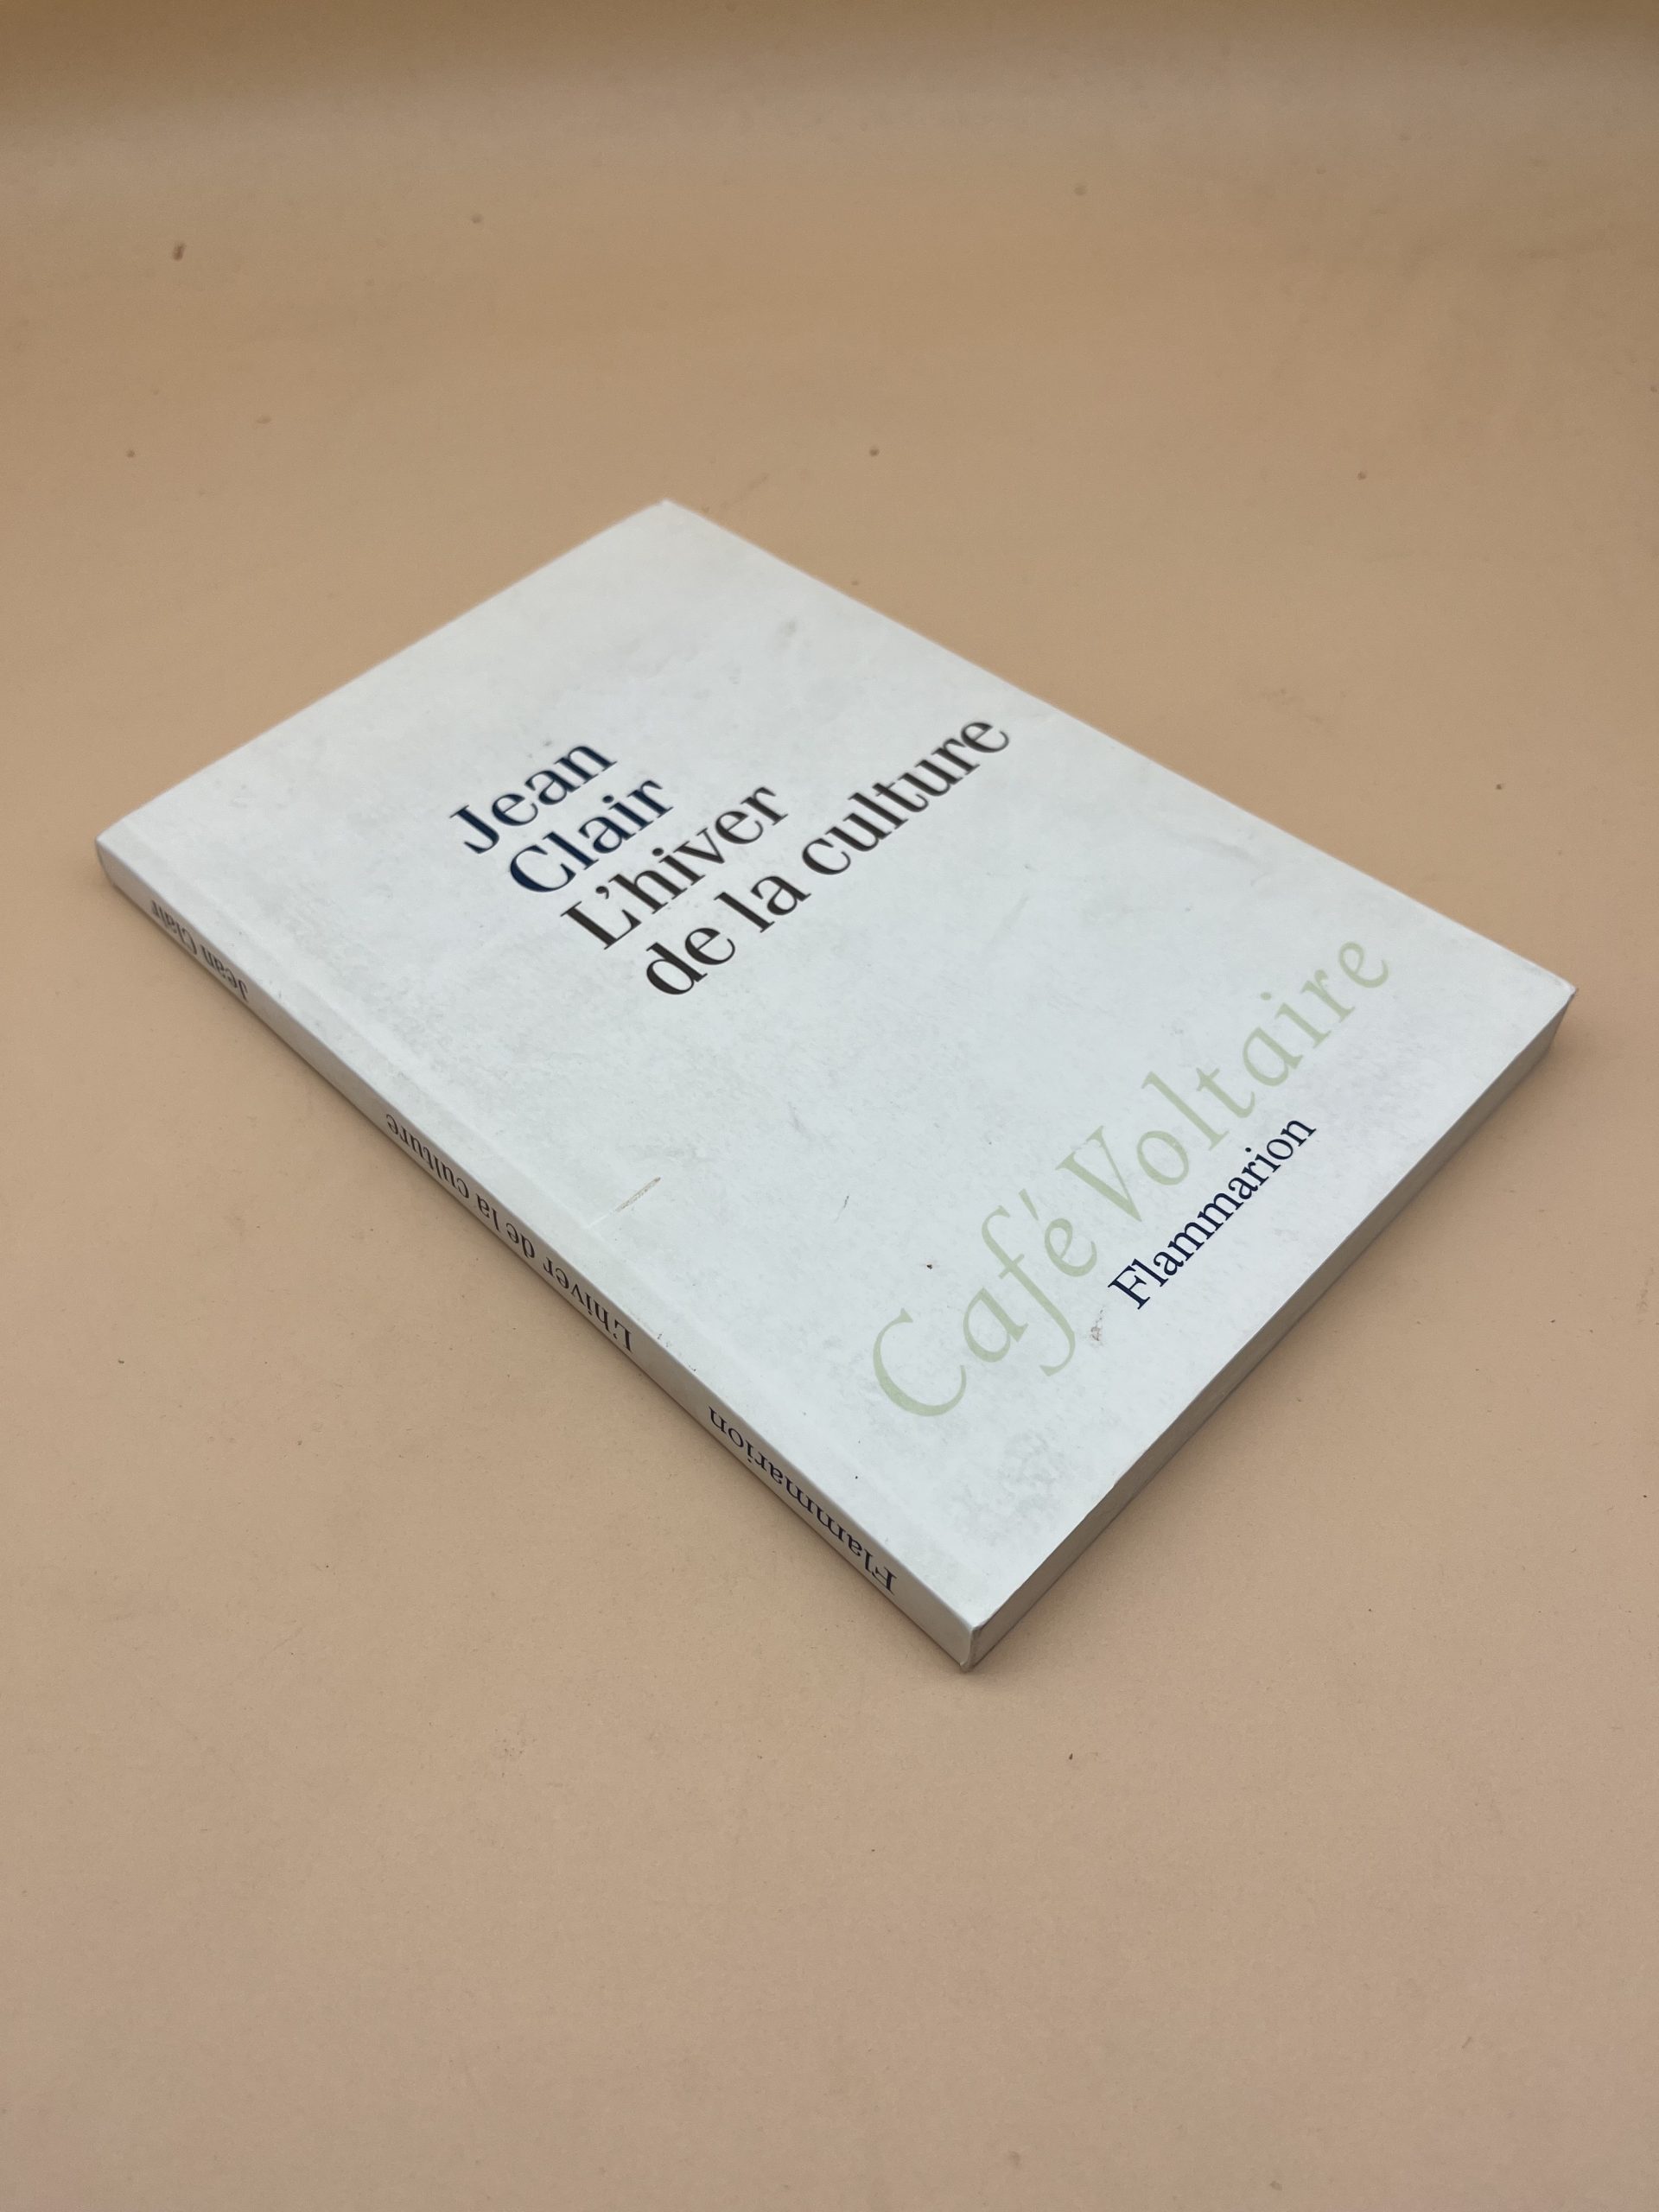 Jean
Clair
L'hiver
de la culture
Café Voltaire
Flammarion
Jean Clair
L'hiver de la culture
Flammarion